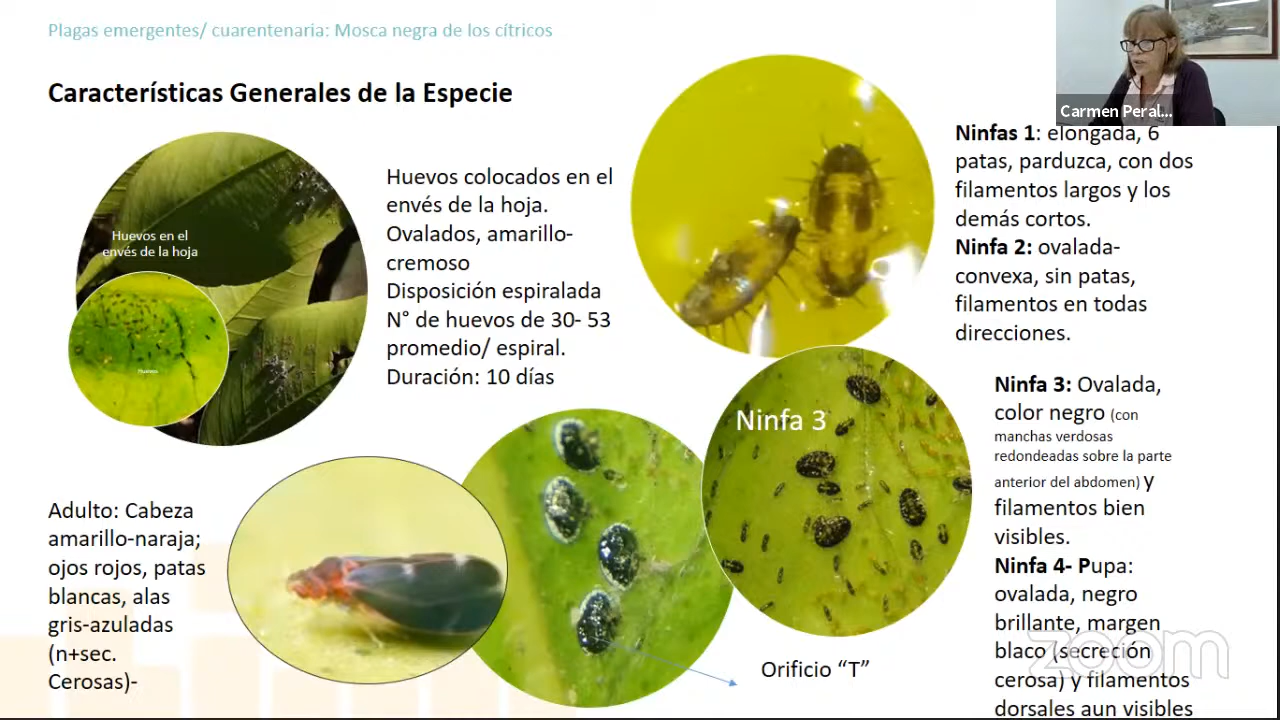 Plagas emergentes/ cuarentenaria: Mosca negra de los cítricos
Características Generales de la Especie
Carmen Peral...
Huevos en el
envés de la hoja
Huevos
Huevos colocados en el
envés de la hoja.
Ovalados, amarillo-
cremoso
Disposición espiralada
N° de huevos de 30- 53
promedio/ espiral.
Duración: 10 días
Ninfas 1: elongada, 6
patas, parduzca, con dos
filamentos largos y los
demás cortos.
Ninfa 2: ovalada-
convexa, sin patas,
filamentos en todas
direcciones.
Ninfa 3
Ninfa 3: Ovalada,
color negro (con
manchas verdosas
redondeadas sobre la parte
anterior del abdomen) y
filamentos bien
visibles.
Ninfa 4- Pupa:
ovalada, negro
brillante, margen
blaco (secreción
cerosa) y filamentos
dorsales aun visibles
Adulto: Cabeza
amarillo-naraja;
ojos rojos, patas
blancas, alas
gris-azuladas
(n+sec.
Cerosas)-
Orificio “T”
zoom